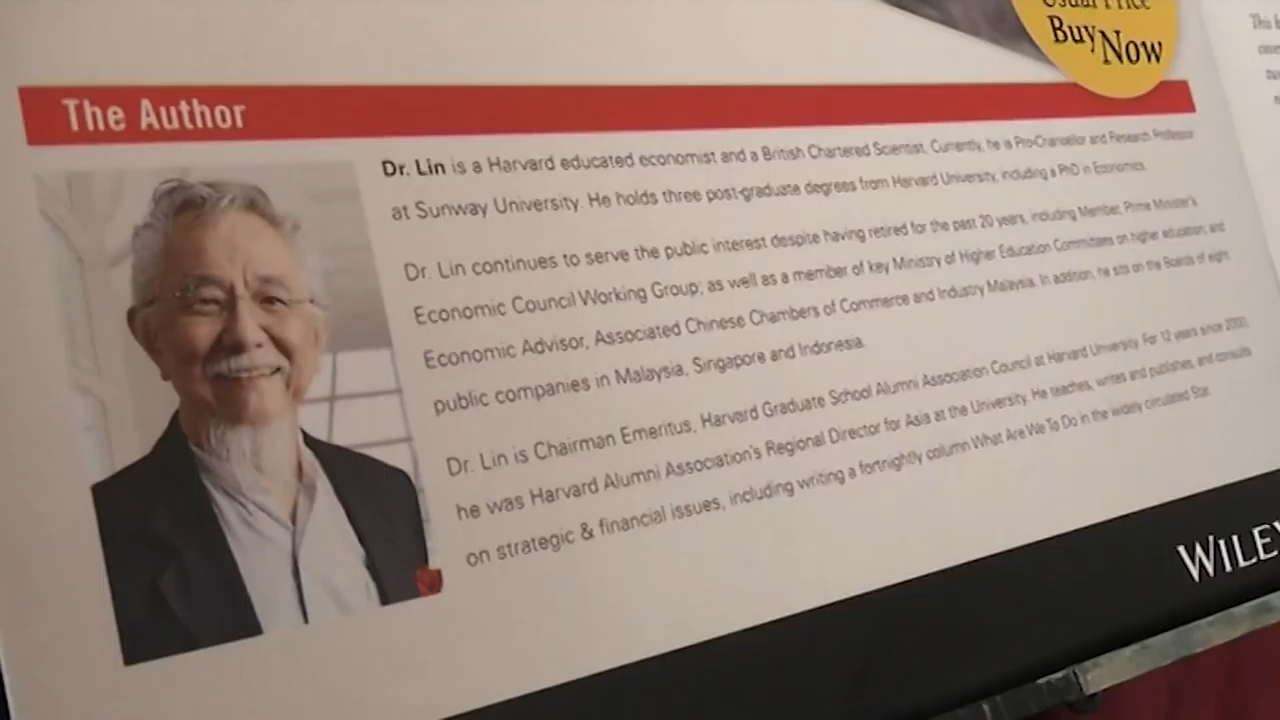 Usual Price
Buy Now
The Author
Dr. Lin is a Harvard educated economist and a British Chartered Scientist. Currently, he is Pro-Chancellor and Research Professor
at Sunway University. He holds three post-graduate degrees from Harvard University, including a PhD in Economics.
Dr. Lin continues to serve the public interest despite having retired for the past 20 years, including Member, Prime Minister's
Economic Council Working Group; as well as a member of key Ministry of Higher Education Committees on higher education; and
Economic Advisor, Associated Chinese Chambers of Commerce and Industry Malaysia. In addition, he sits on the Boards of eight
public companies in Malaysia, Singapore and Indonesia.
Dr. Lin is Chairman Emeritus, Harvard Graduate School Alumni Association Council at Harvard University. For 12 years since 2000,
he was Harvard Alumni Association's Regional Director for Asia at the University. He teaches, writes and publishes, and consults
on strategic & financial issues, including writing a fortnightly column What Are We To Do in the widely circulated Star.
WILEY
This